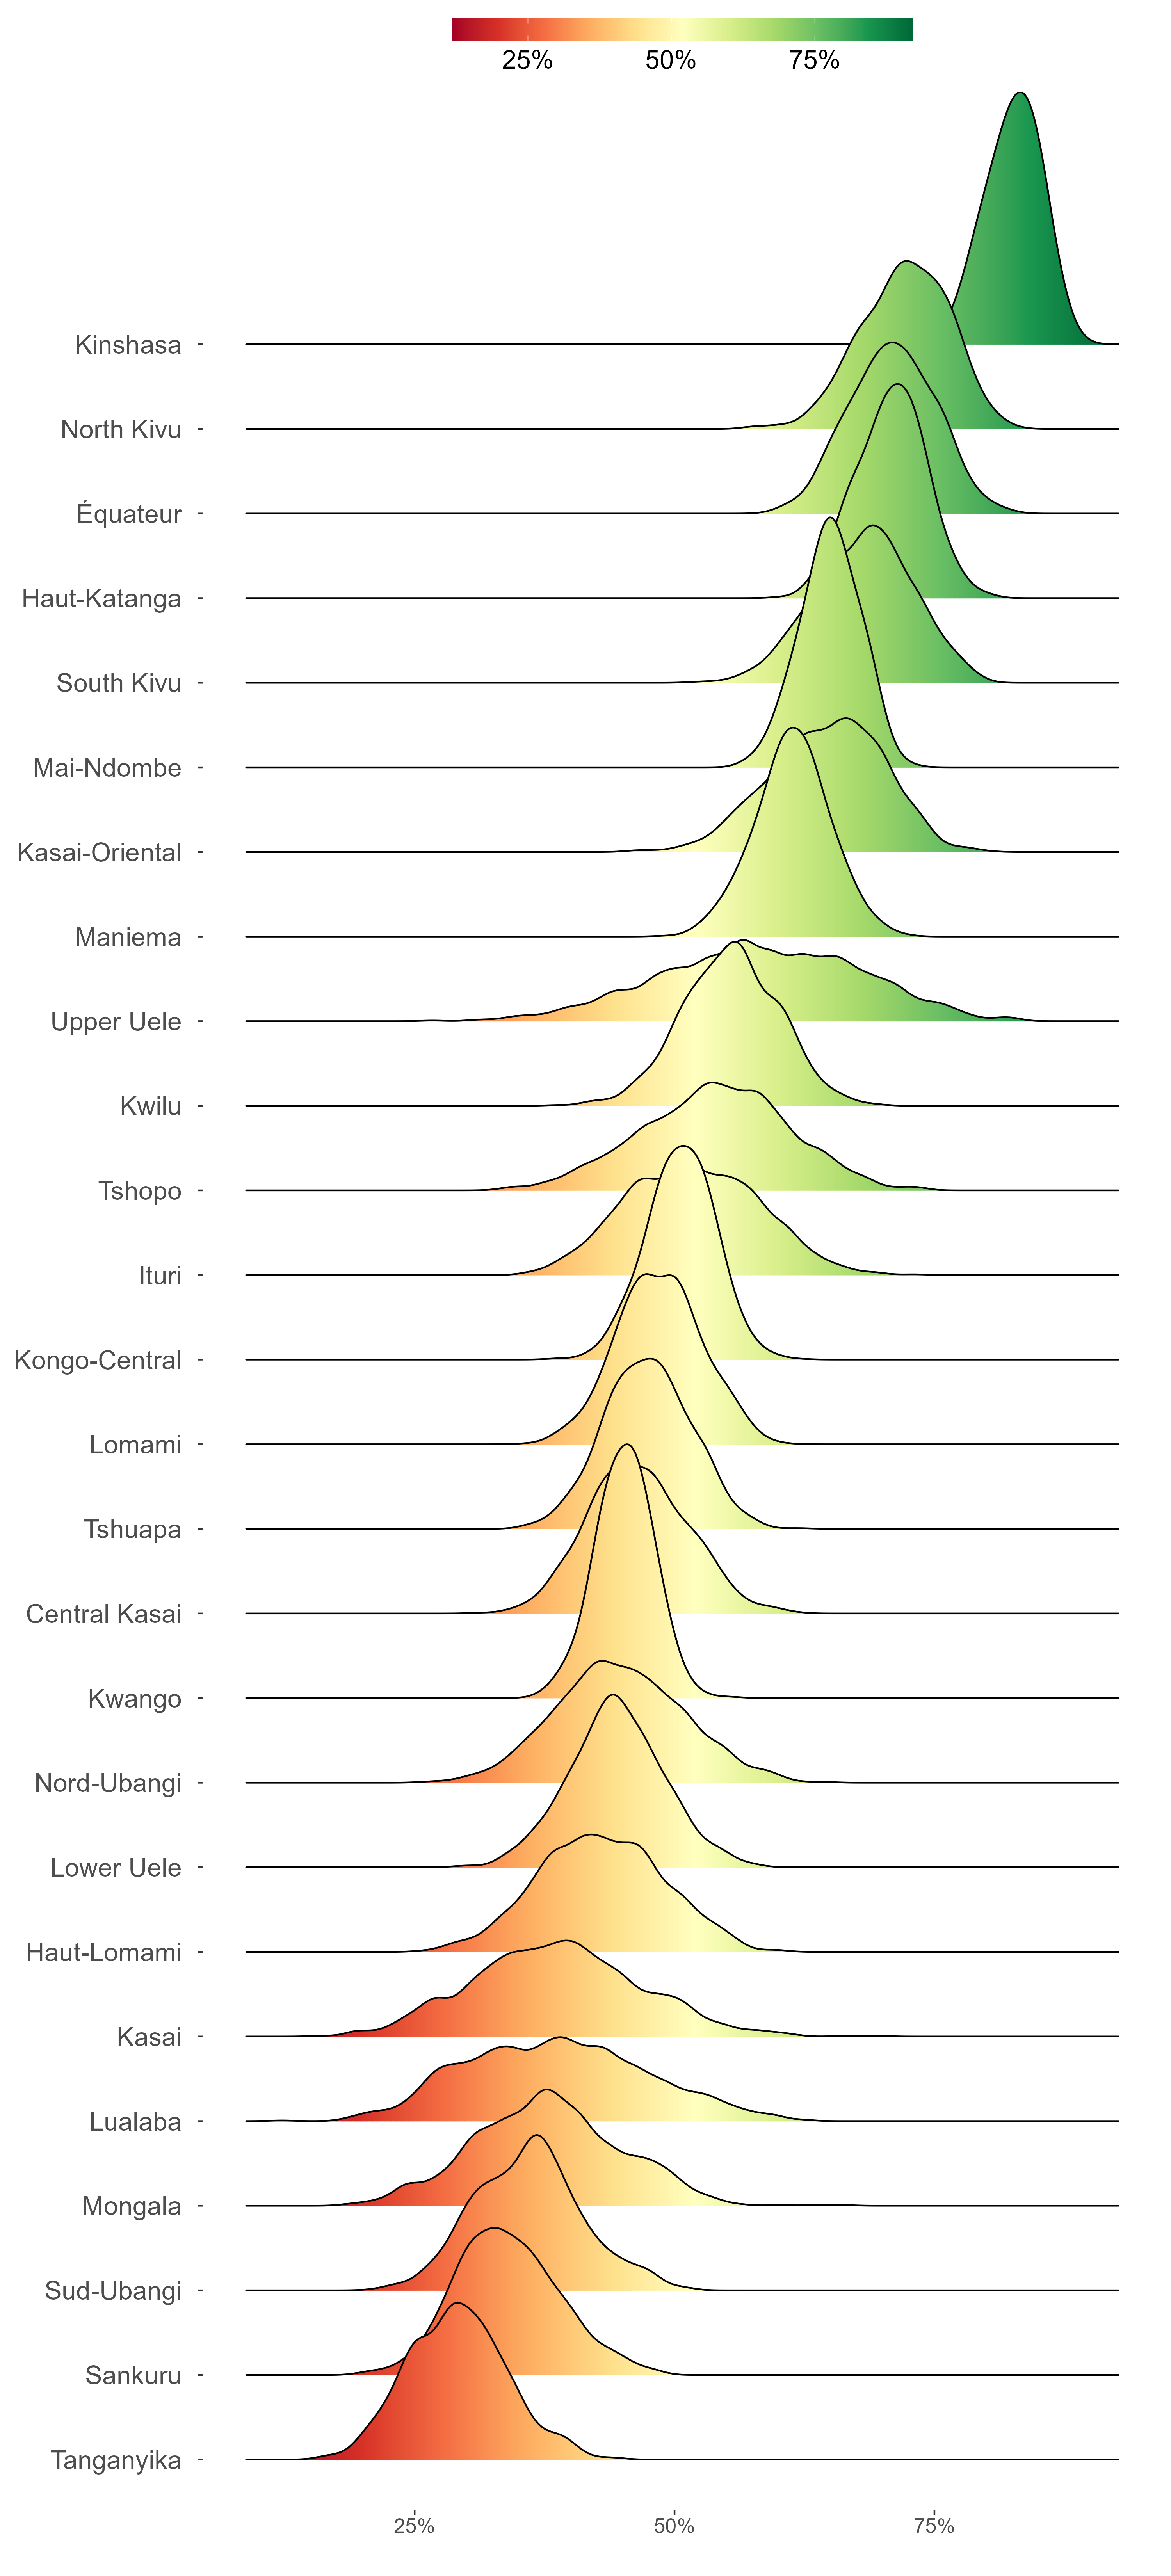 25% 50% 75%
Kinshasa
North Kivu
Équateur
Haut-Katanga
South Kivu
Mai-Ndombe
Kasai-Oriental
Maniema
Upper Uele
Kwilu
Tshopo
Ituri
Kongo-Central
Lomami
Tshuapa
Central Kasai
Kwango
Nord-Ubangi
Lower Uele
Haut-Lomami
Kasai
Lualaba
Mongala
Sud-Ubangi
Sankuru
Tanganyika
25% 50% 75%